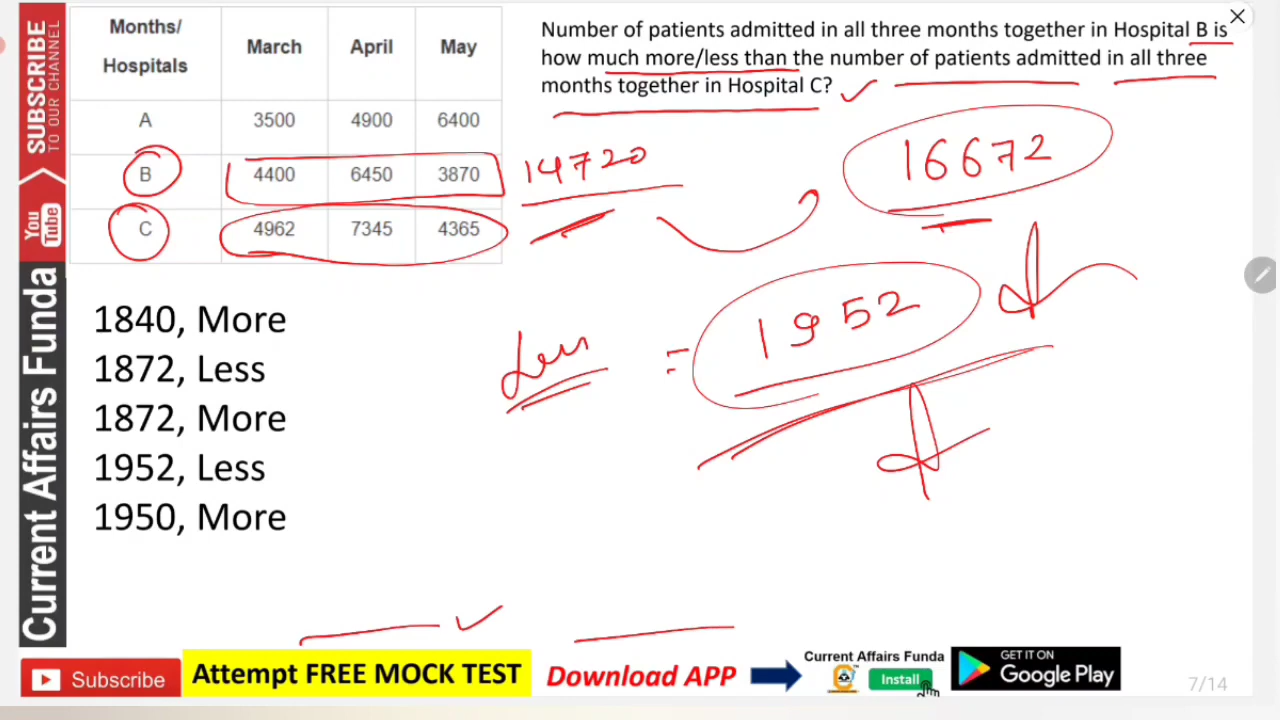 SUBSCRIBE
TO OUR CHANNEL
You
Tube
Current Affairs Funda
Months/
Hospitals
March April May
A 3500 4900 6400
B 4400 6450 3870
C 4962 7345 4365
Number of patients admitted in all three months together in Hospital B is
how much more/less than the number of patients admitted in all three
months together in Hospital C?
14720
16672
Less = 1952
1840, More
1872, Less
1872, More
1952, Less
1950, More
Subscribe
Attempt FREE MOCK TEST
Download APP
Current Affairs Funda
Install
GET IT ON
Google Play
7/14